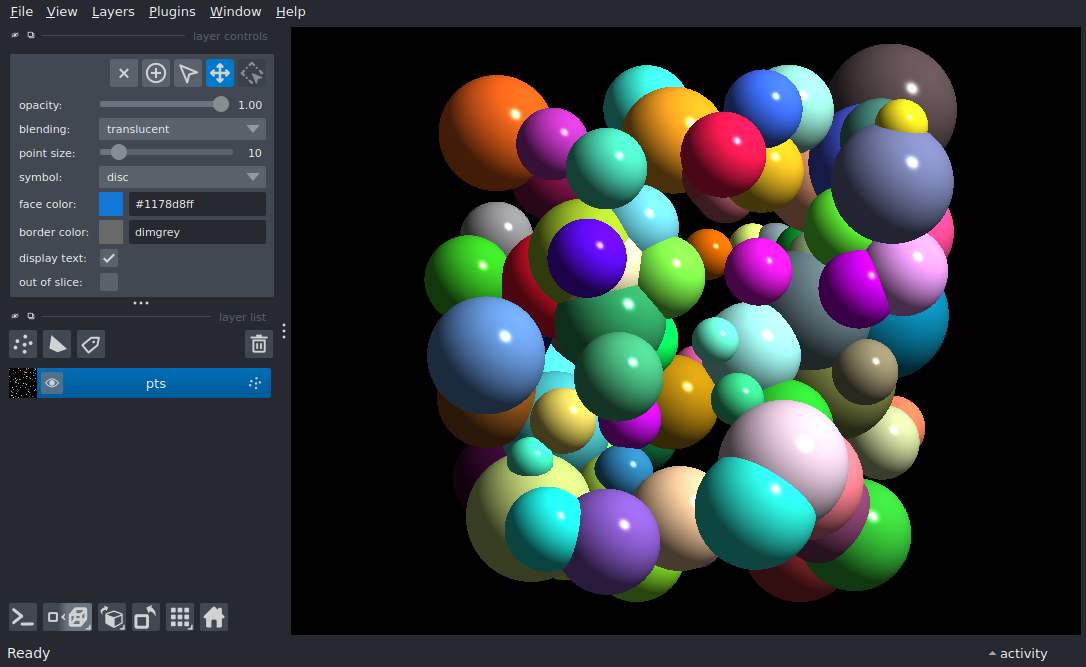 File View Layers Plugins Window Help
layer controls
opacity: 1.00
blending: translucent
point size: 10
symbol: disc
face color: #1178d8ff
border color: dimgrey
display text:
out of slice:
layer list
pts
Ready
activity